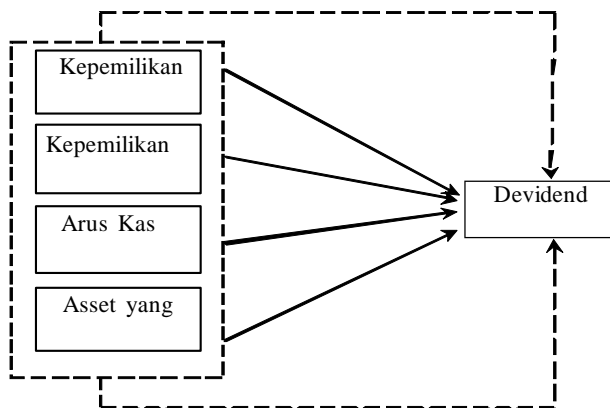 Kepemilikan
Kepemilikan
Arus Kas
Asset yang
Devidend